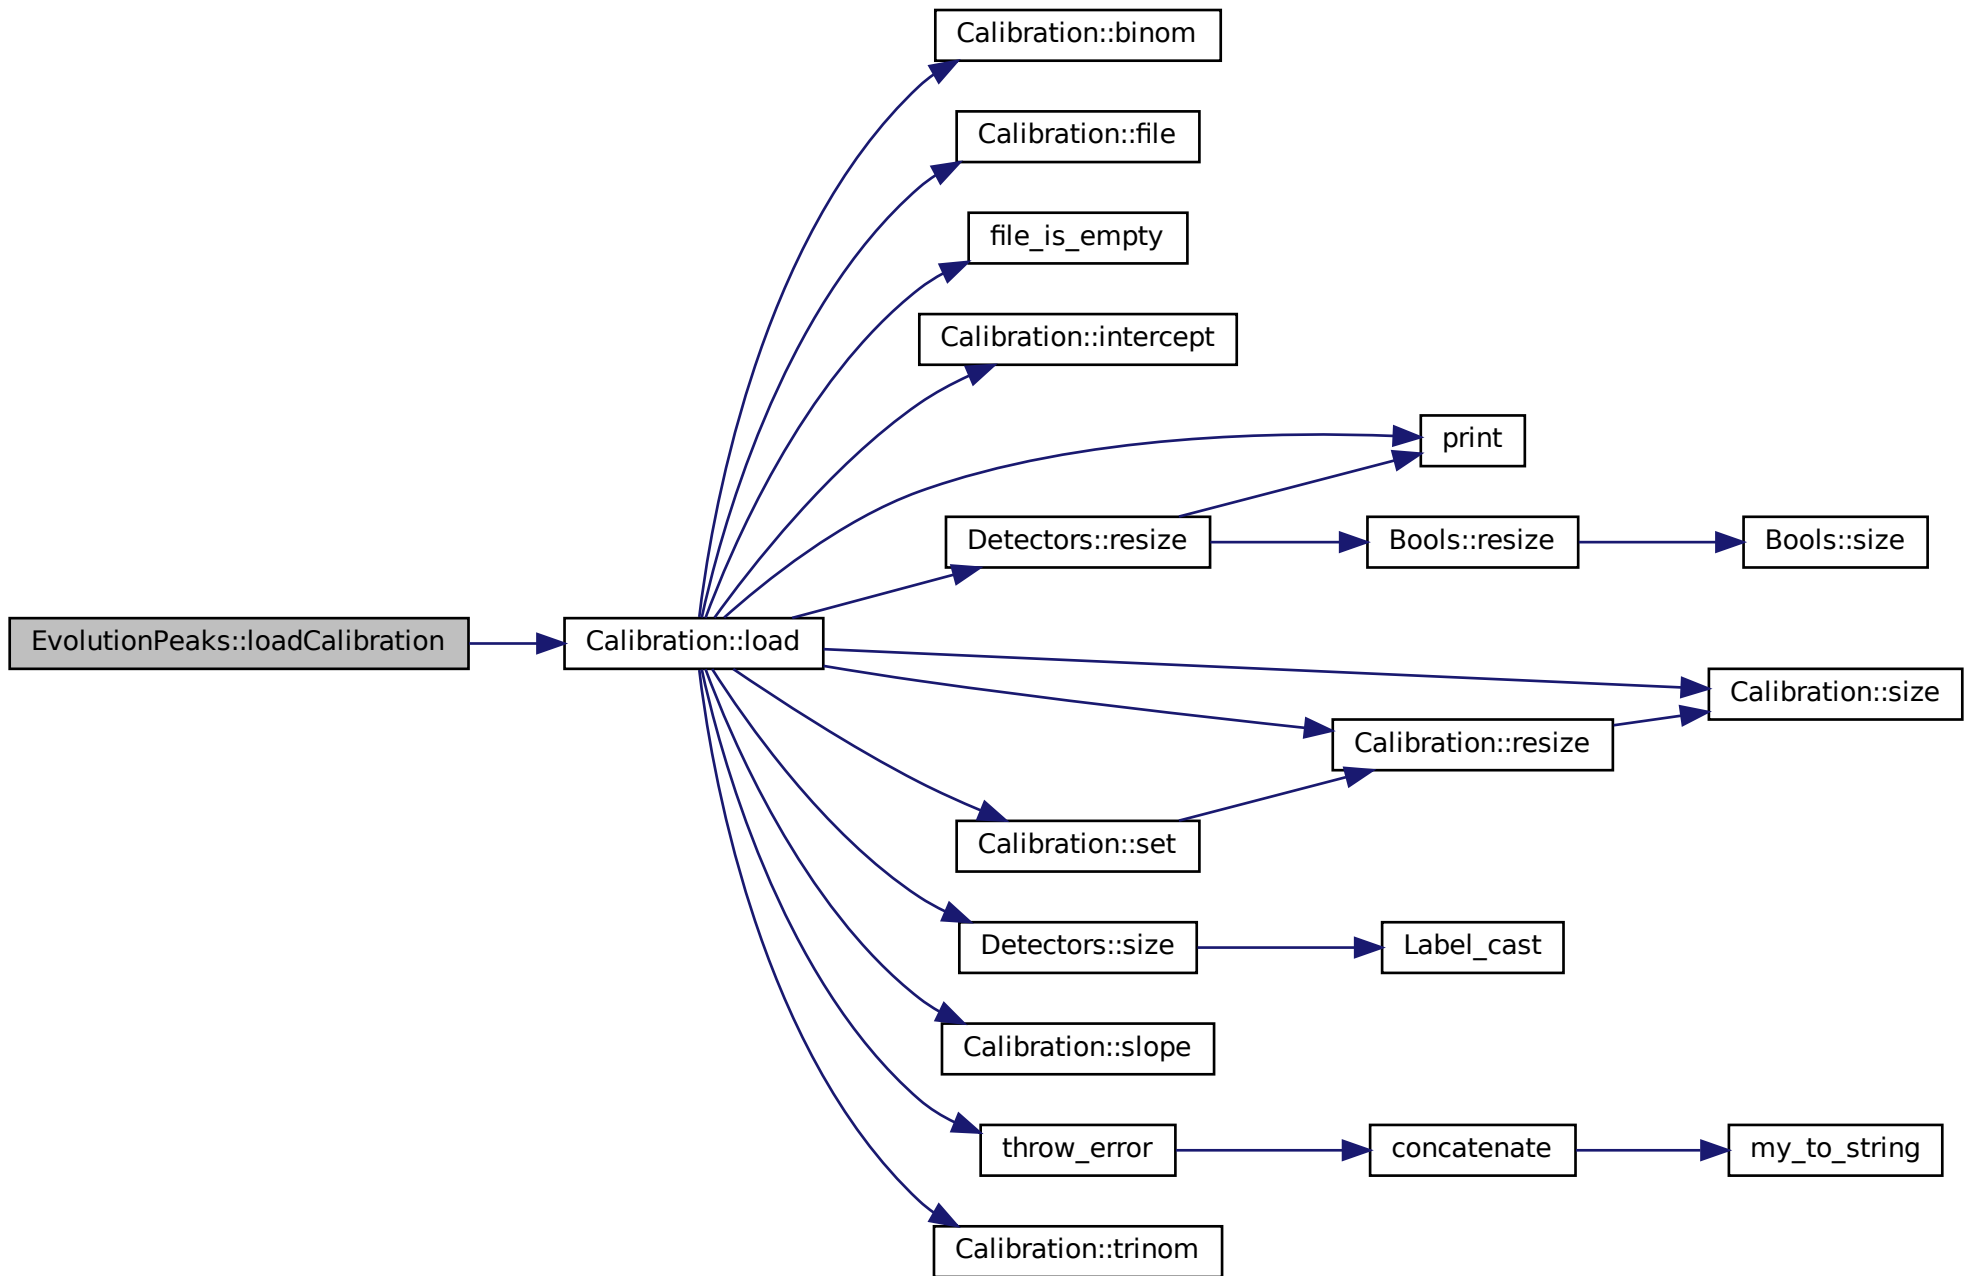 Calibration::binom
Calibration::file
file_is_empty
Calibration::intercept
print
Detectors::resize
Bools::resize
Bools::size
EvolutionPeaks::loadCalibration
Calibration::load
Calibration::size
Calibration::resize
Calibration::set
Detectors::size
Label_cast
Calibration::slope
throw_error
concatenate
my_to_string
Calibration::trinom